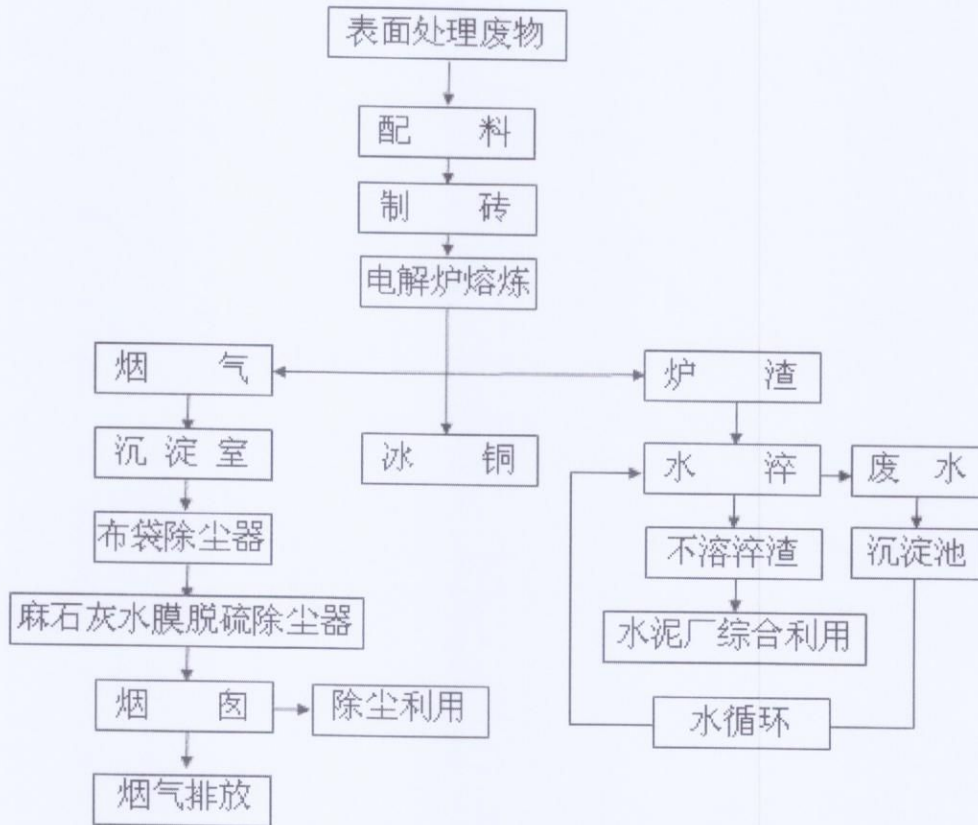 表面处理废物
配料
制砖
电解炉熔炼
烟气
炉渣
沉淀室
冰铜
水淬
废水
布袋除尘器
不溶淬渣
沉淀池
麻石灰水膜脱硫除尘器
水泥厂综合利用
烟囱
除尘利用
水循环
烟气排放